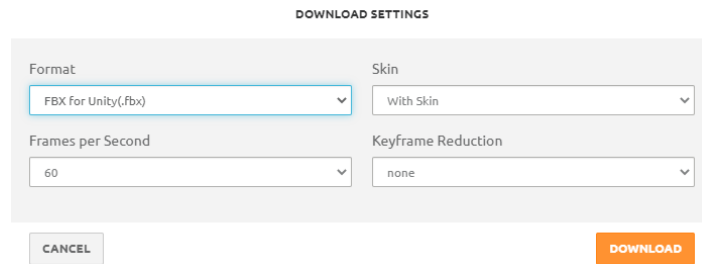 DOWNLOAD SETTINGS
Format
Skin
FBX for Unity(.fbx)
With Skin
Frames per Second
Keyframe Reduction
60
none
CANCEL
DOWNLOAD